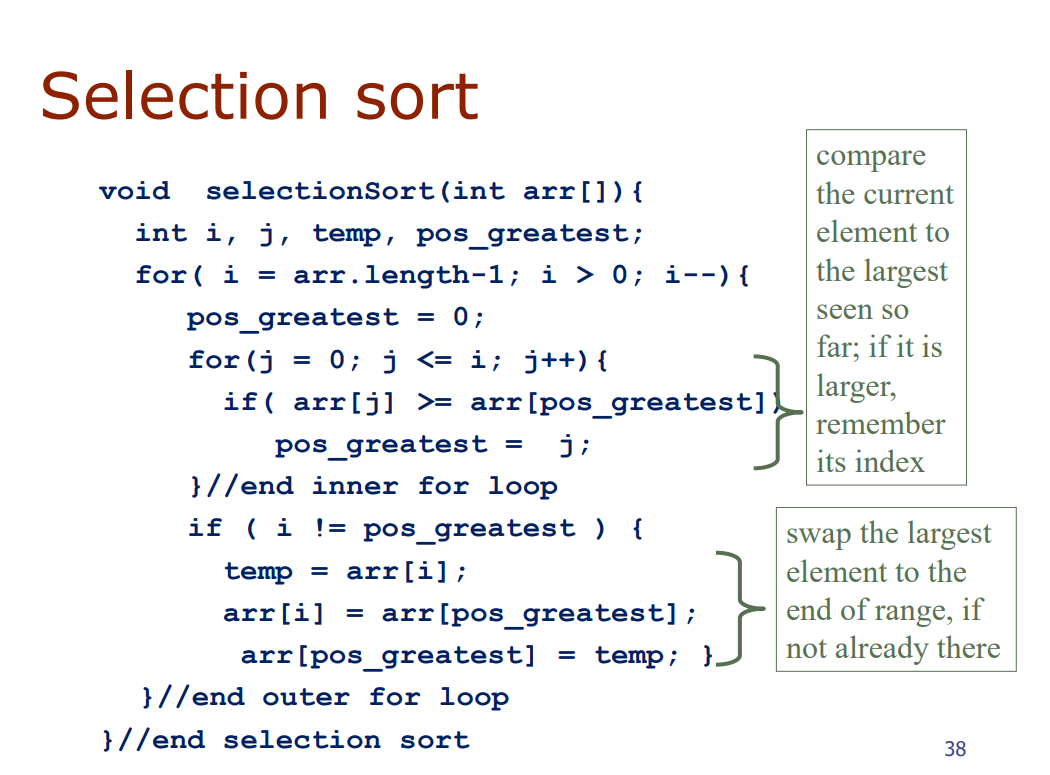 Selection sort
void  selectionSort(int arr[]){
int i, j, temp, pos_greatest;
for( i = arr.length-1; i > 0; i--){
pos_greatest = 0;
for(j = 0; j <= i; j++){
if( arr[j] >= arr[pos_greatest])
pos_greatest =  j;
}//end inner for loop
if ( i != pos_greatest ) {
temp = arr[i];
arr[i] = arr[pos_greatest];
arr[pos_greatest] = temp; }
}//end outer for loop
}//end selection sort
compare
the current
element to
the largest
seen so
far; if it is
larger,
remember
its index
swap the largest
element to the
end of range, if
not already there
38